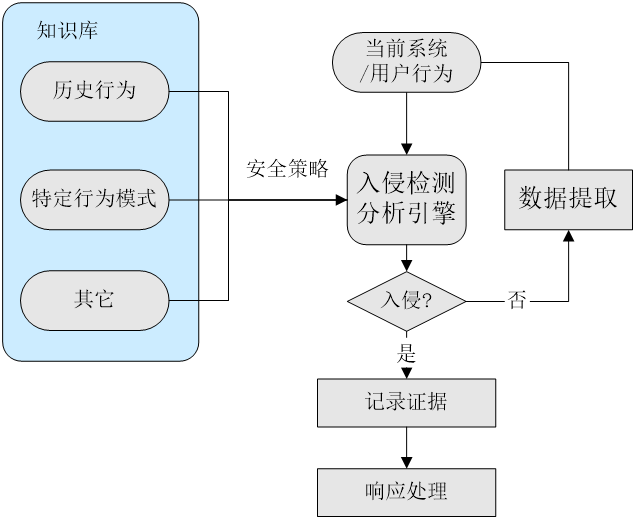 知识库
历史行为
特定行为模式
其它
安全策略
当前系统
/用户行为
入侵检测
分析引擎
数据提取
入侵?
否
是
记录证据
响应处理